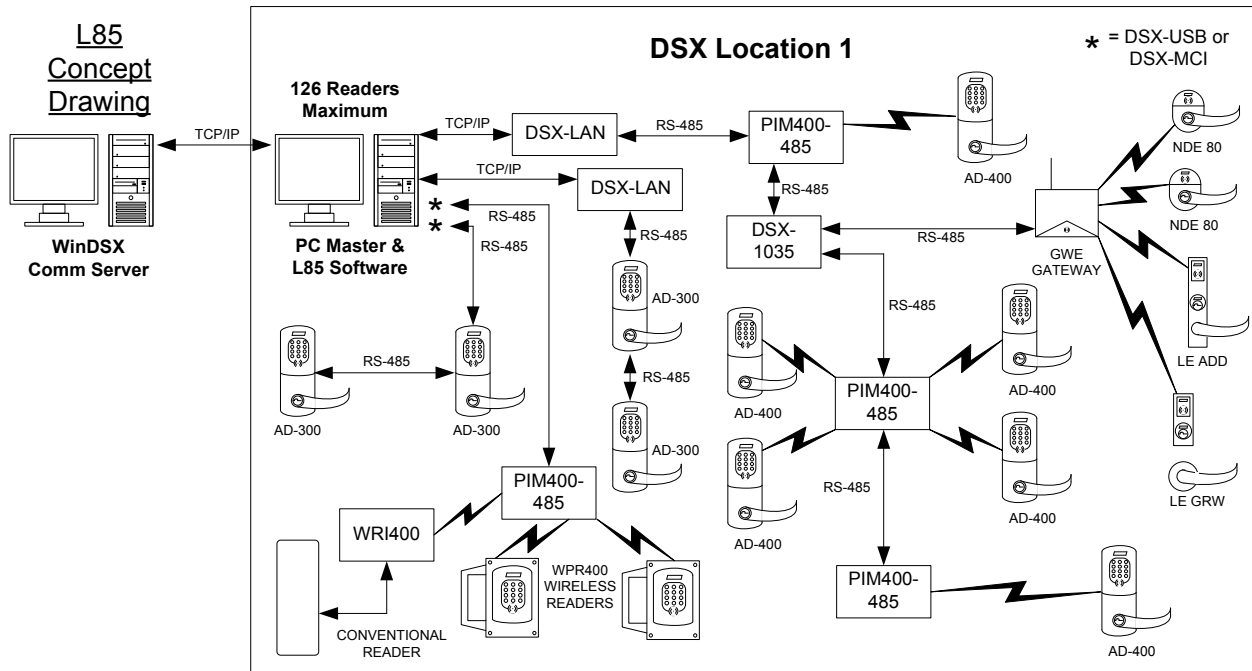 L85
Concept
Drawing
DSX Location 1
* = DSX-USB or
DSX-MCI
126 Readers
Maximum
TCP/IP
TCP/IP
DSX-LAN
RS-485
PIM400-
485
AD-400
NDE 80
TCP/IP
DSX-LAN
RS-485
NDE 80
*
*
RS-485
RS-485
RS-485
DSX-
1035
RS-485
GWE
GATEWAY
WinDSX
Comm Server
PC Master &
L85 Software
AD-300
RS-485
RS-485
AD-300
AD-300
RS-485
AD-300
AD-400
AD-400
PIM400-
485
LE ADD
AD-400
AD-400
RS-485
LE GRW
PIM400-
485
WRI400
WPR400
WIRELESS
READERS
CONVENTIONAL
READER
PIM400-
485
AD-400